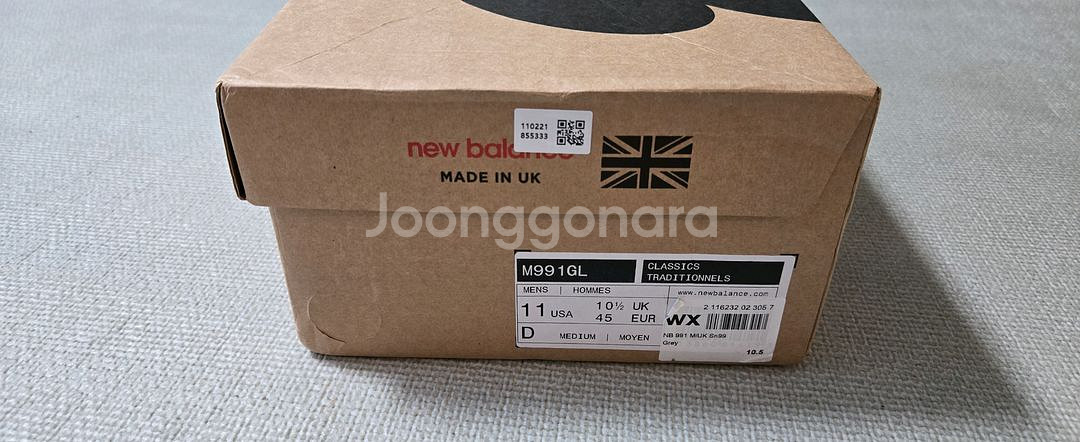 110221
855333
new balance
MADE IN UK
Joonggonara
M991GL
CLASSICS
TRADITIONNELS
MENS | HOMMES
www.newbalance.com
11 USA
10½ UK
45 EUR
D MEDIUM | MOYEN
2 116232 02 305 7
WX
NB 991 MIUK Sn99
Grey
10.5